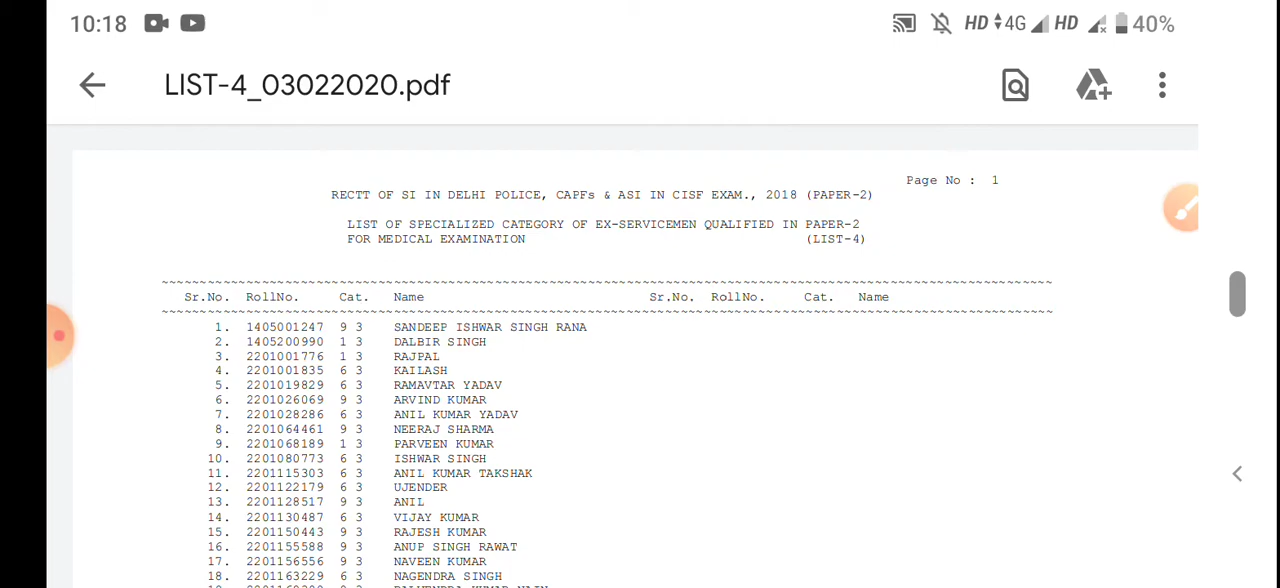 10:18 HD 4G HD 40%
LIST-4_03022020.pdf
Page No : 1
RECTT OF SI IN DELHI POLICE, CAPFs & ASI IN CISF EXAM., 2018 (PAPER-2)
LIST OF SPECIALIZED CATEGORY OF EX-SERVICEMEN QUALIFIED IN PAPER-2
FOR MEDICAL EXAMINATION (LIST-4)
Sr.No. RollNo. Cat. Name Sr.No. RollNo. Cat. Name
1. 1405001247 9 3 SANDEEP ISHWAR SINGH RANA
2. 1405200990 1 3 DALBIR SINGH
3. 2201001776 1 3 RAJPAL
4. 2201001835 6 3 KAILASH
5. 2201019829 6 3 RAMAVTAR YADAV
6. 2201026069 9 3 ARVIND KUMAR
7. 2201028286 6 3 ANIL KUMAR YADAV
8. 2201064461 9 3 NEERAJ SHARMA
9. 2201068189 1 3 PARVEEN KUMAR
10. 2201080773 6 3 ISHWAR SINGH
11. 2201115303 6 3 ANIL KUMAR TAKSHAK
12. 2201122179 6 3 UJENDER
13. 2201128517 9 3 ANIL
14. 2201130487 6 3 VIJAY KUMAR
15. 2201150443 9 3 RAJESH KUMAR
16. 2201155588 9 3 ANUP SINGH RAWAT
17. 2201156556 9 3 NAVEEN KUMAR
18. 2201163229 6 3 NAGENDRA SINGH